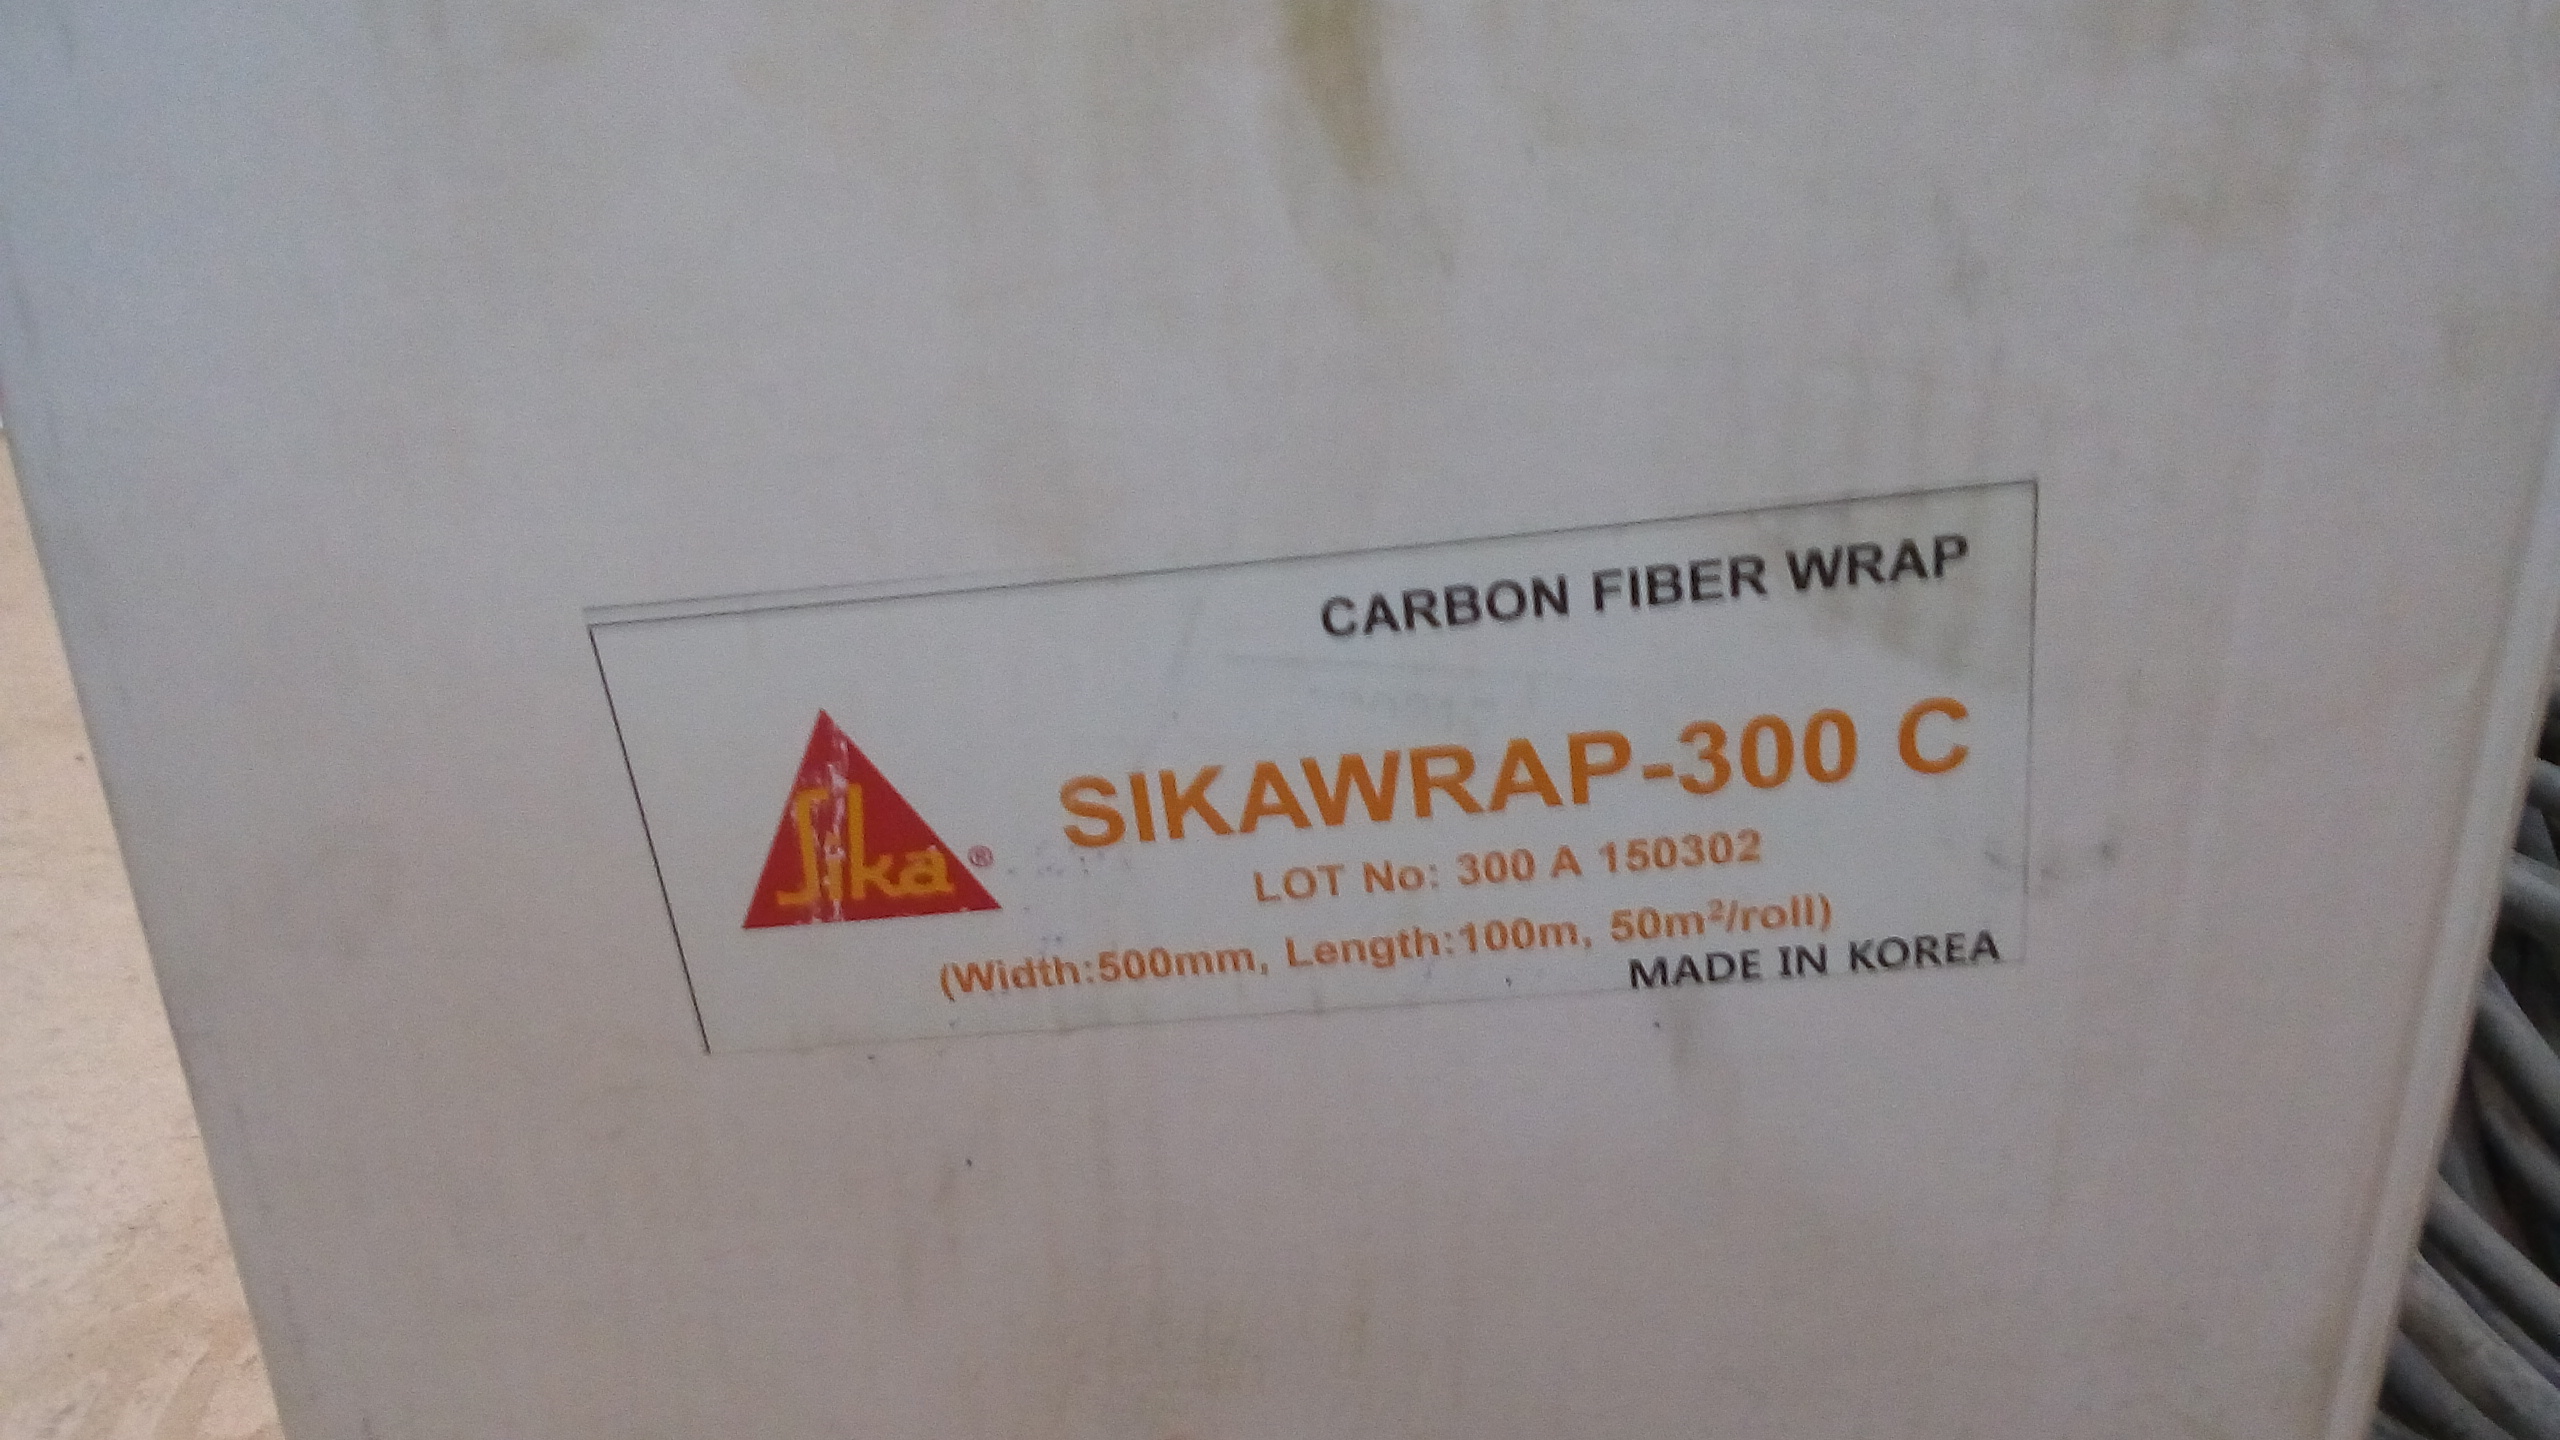 CARBON FIBER WRAP
Sika®
SIKAWRAP-300 C
LOT No: 300 A 150302
(Width:500mm, Length:100m, 50m²/roll)
MADE IN KOREA